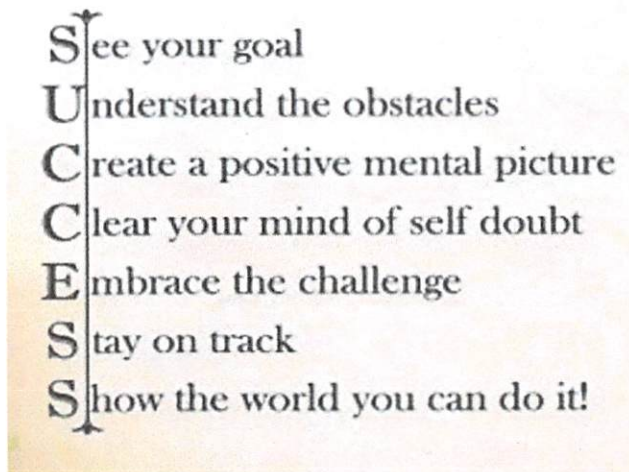 See your goal
Understand the obstacles
Create a positive mental picture
Clear your mind of self doubt
Embrace the challenge
Stay on track
Show the world you can do it!